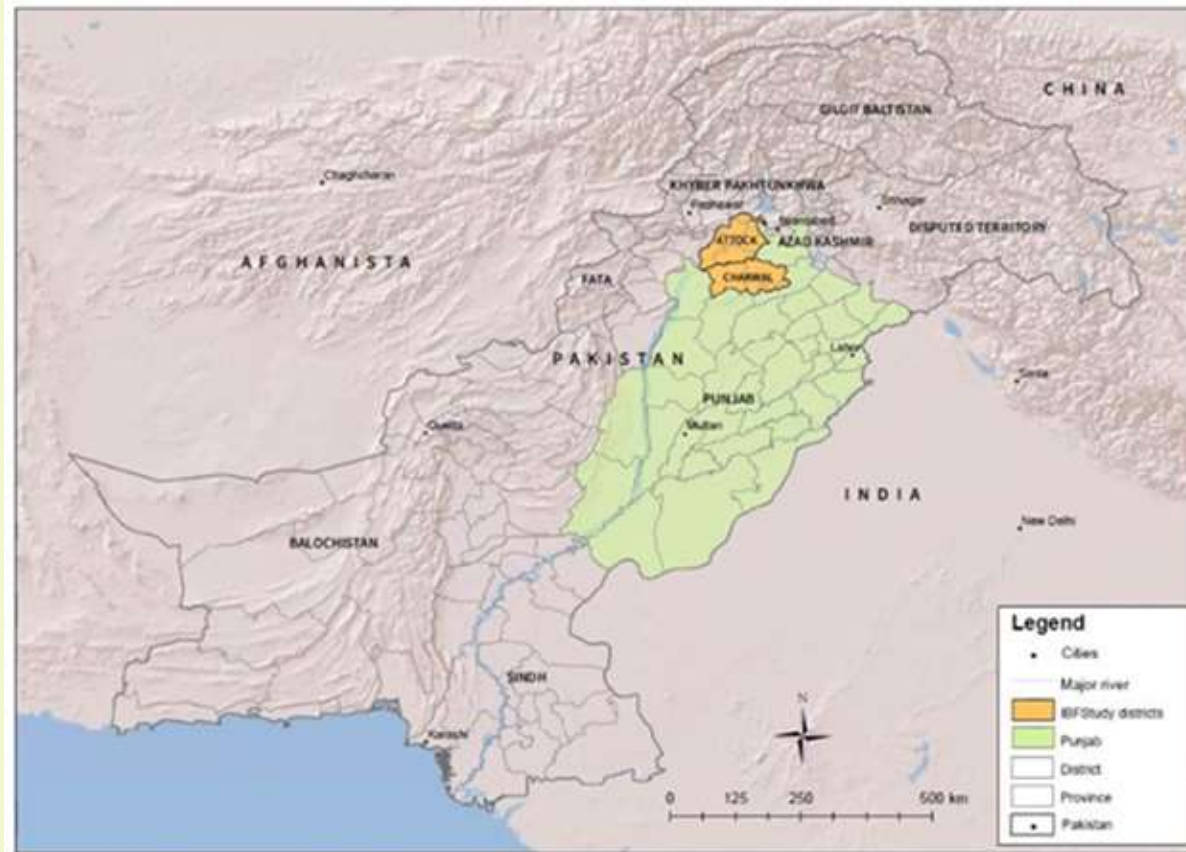 CHINA
GILGIT BALTISTAN
Chaghcharan
KHYBER PAKHTUNKHWA
Peshawar
Srinagar
Islamabad
DISPUTED TERRITORY
ATTOCK
AZAD KASHMIR
AFGHANISTA
FATA
CHAKWAL
PAKISTAN
Lahore
Simla
PUNJAB
Quetta
Multan
INDIA
New Delhi
BALOCHISTAN
SINDH
Karachi
N
0 125 250 500 km
Legend
Cities
Major river
IBFStudy districts
Punjab
District
Province
Pakistan